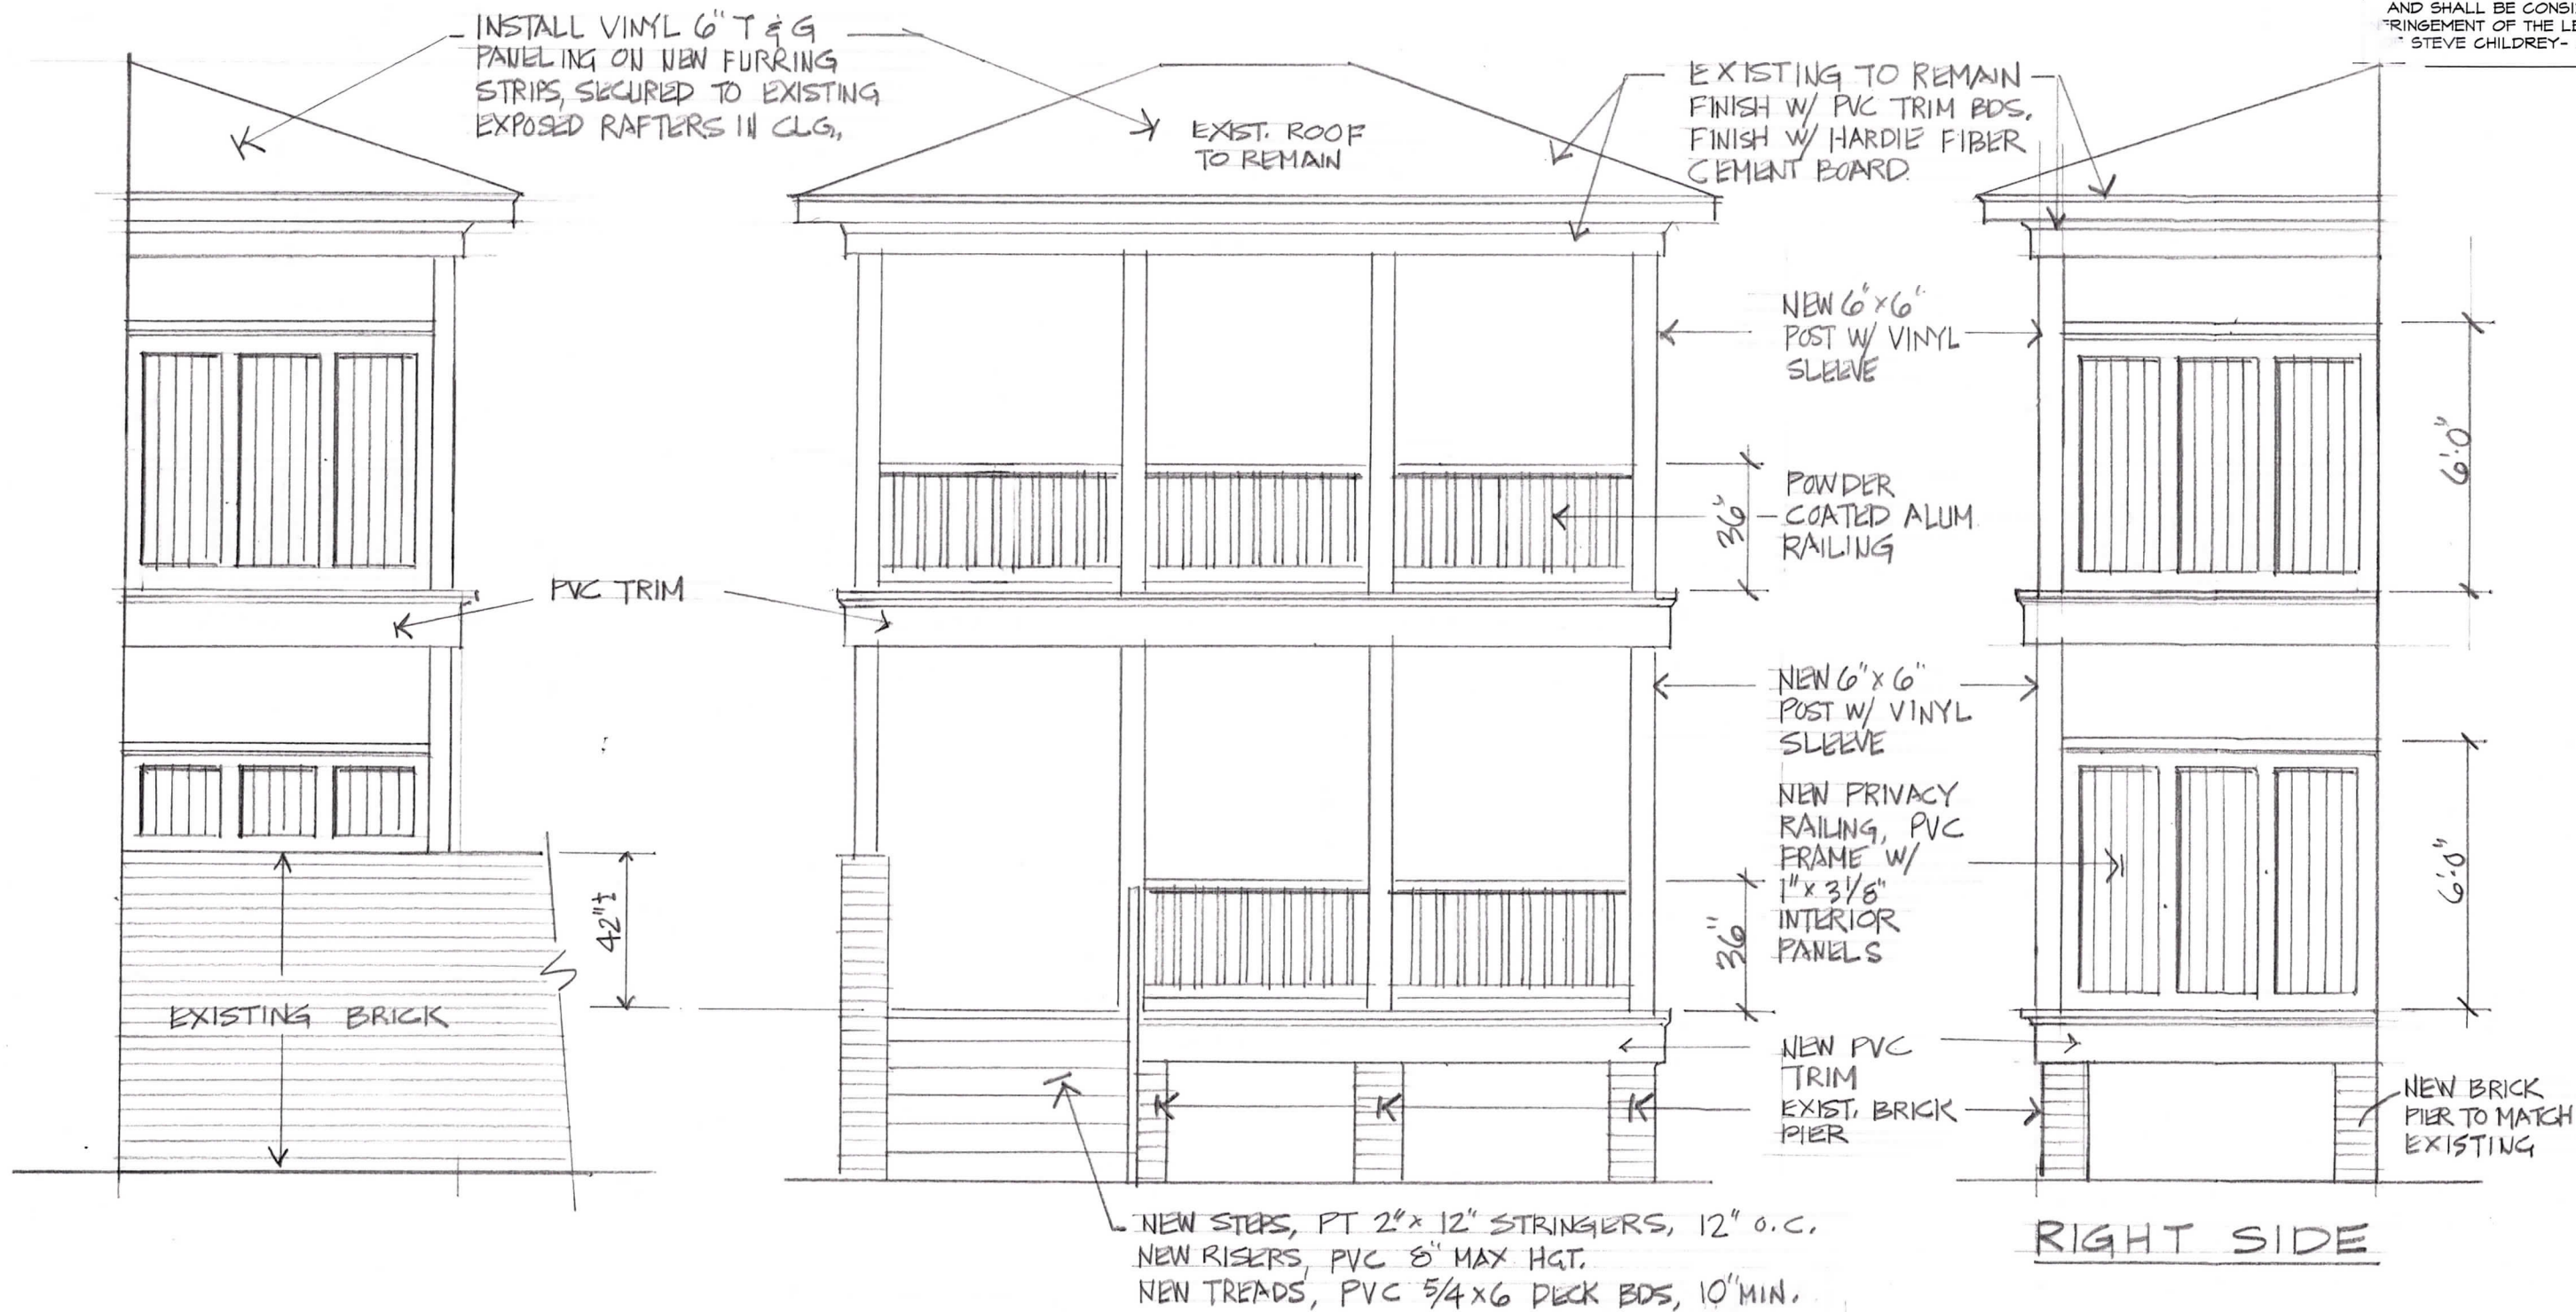 INSTALL VINYL 6" T & G
PANELING ON NEW FURRING
STRIPS, SECURED TO EXISTING
EXPOSED RAFTERS IN CLG.
AND SHALL BE CONSI
FRINGEMENT OF THE LE
STEVE CHILDREY-
EXISTING TO REMAIN
FINISH W/ PVC TRIM BDS.
FINISH W/ HARDIE FIBER
CEMENT BOARD.
EXIST. ROOF
TO REMAIN
NEW 6"x6"
POST W/ VINYL
SLEEVE
6'-0"
POWDER
COATED ALUM
RAILING
36"
PVC TRIM
NEW 6"x6"
POST W/ VINYL
SLEEVE
NEW PRIVACY
RAILING, PVC
FRAME W/
1"x 3 1/8"
INTERIOR
PANELS
6'-0"
42"±
36"
EXISTING BRICK
NEW PVC
TRIM
EXIST. BRICK
PIER
NEW BRICK
PIER TO MATCH
EXISTING
NEW STEPS, PT 2"x 12" STRINGERS, 12" O.C.
NEW RISERS, PVC 8" MAX HGT.
NEW TREADS, PVC 5/4x6 DECK BDS, 10" MIN.
RIGHT SIDE